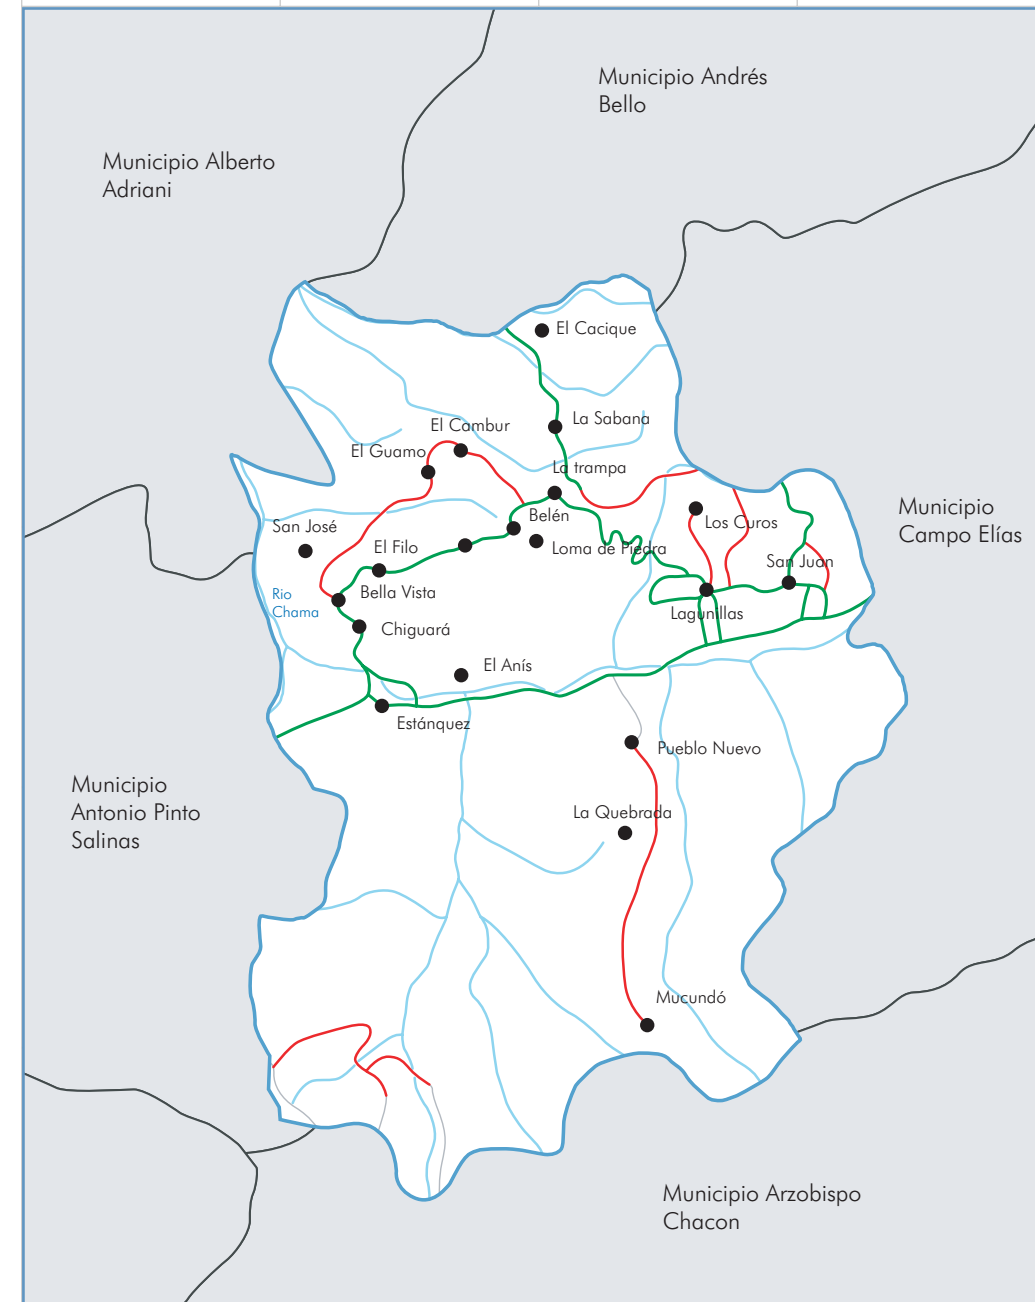 Municipio Andrés
Bello
Municipio Alberto
Adriani
El Cacique
La Sabana
El Cambur
El Guamo
La trampa
Municipio
Campo Elías
Belén
Los Curos
San José
El Filo
Loma de Piedra
San Juan
Rio
Chama
Bella Vista
Lagunillas
Chiguará
El Anís
Estánquez
Pueblo Nuevo
Municipio
Antonio Pinto
Salinas
La Quebrada
Mucundó
Municipio Arzobispo
Chacon